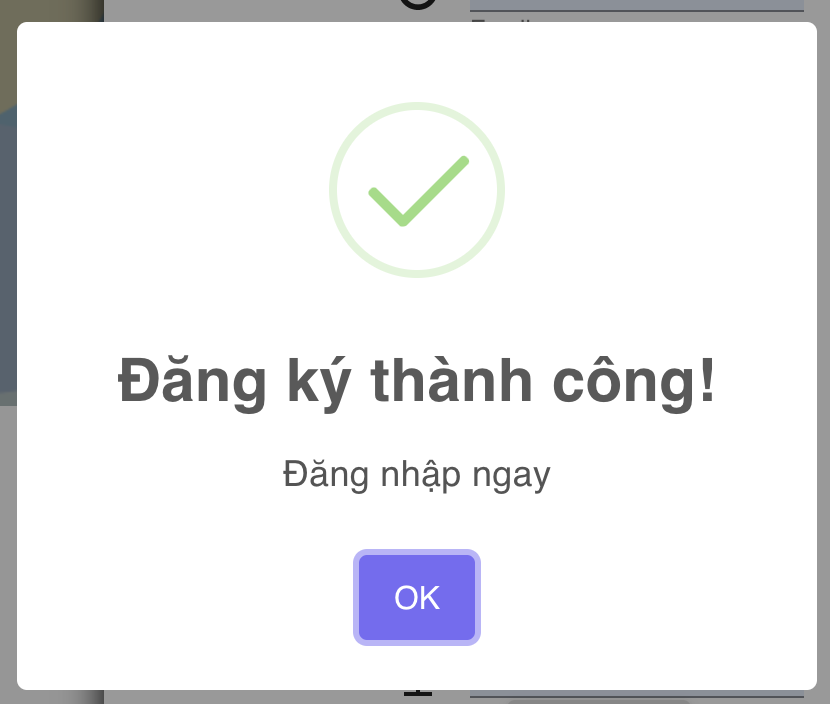 Đăng ký thành công!
Đăng nhập ngay
OK